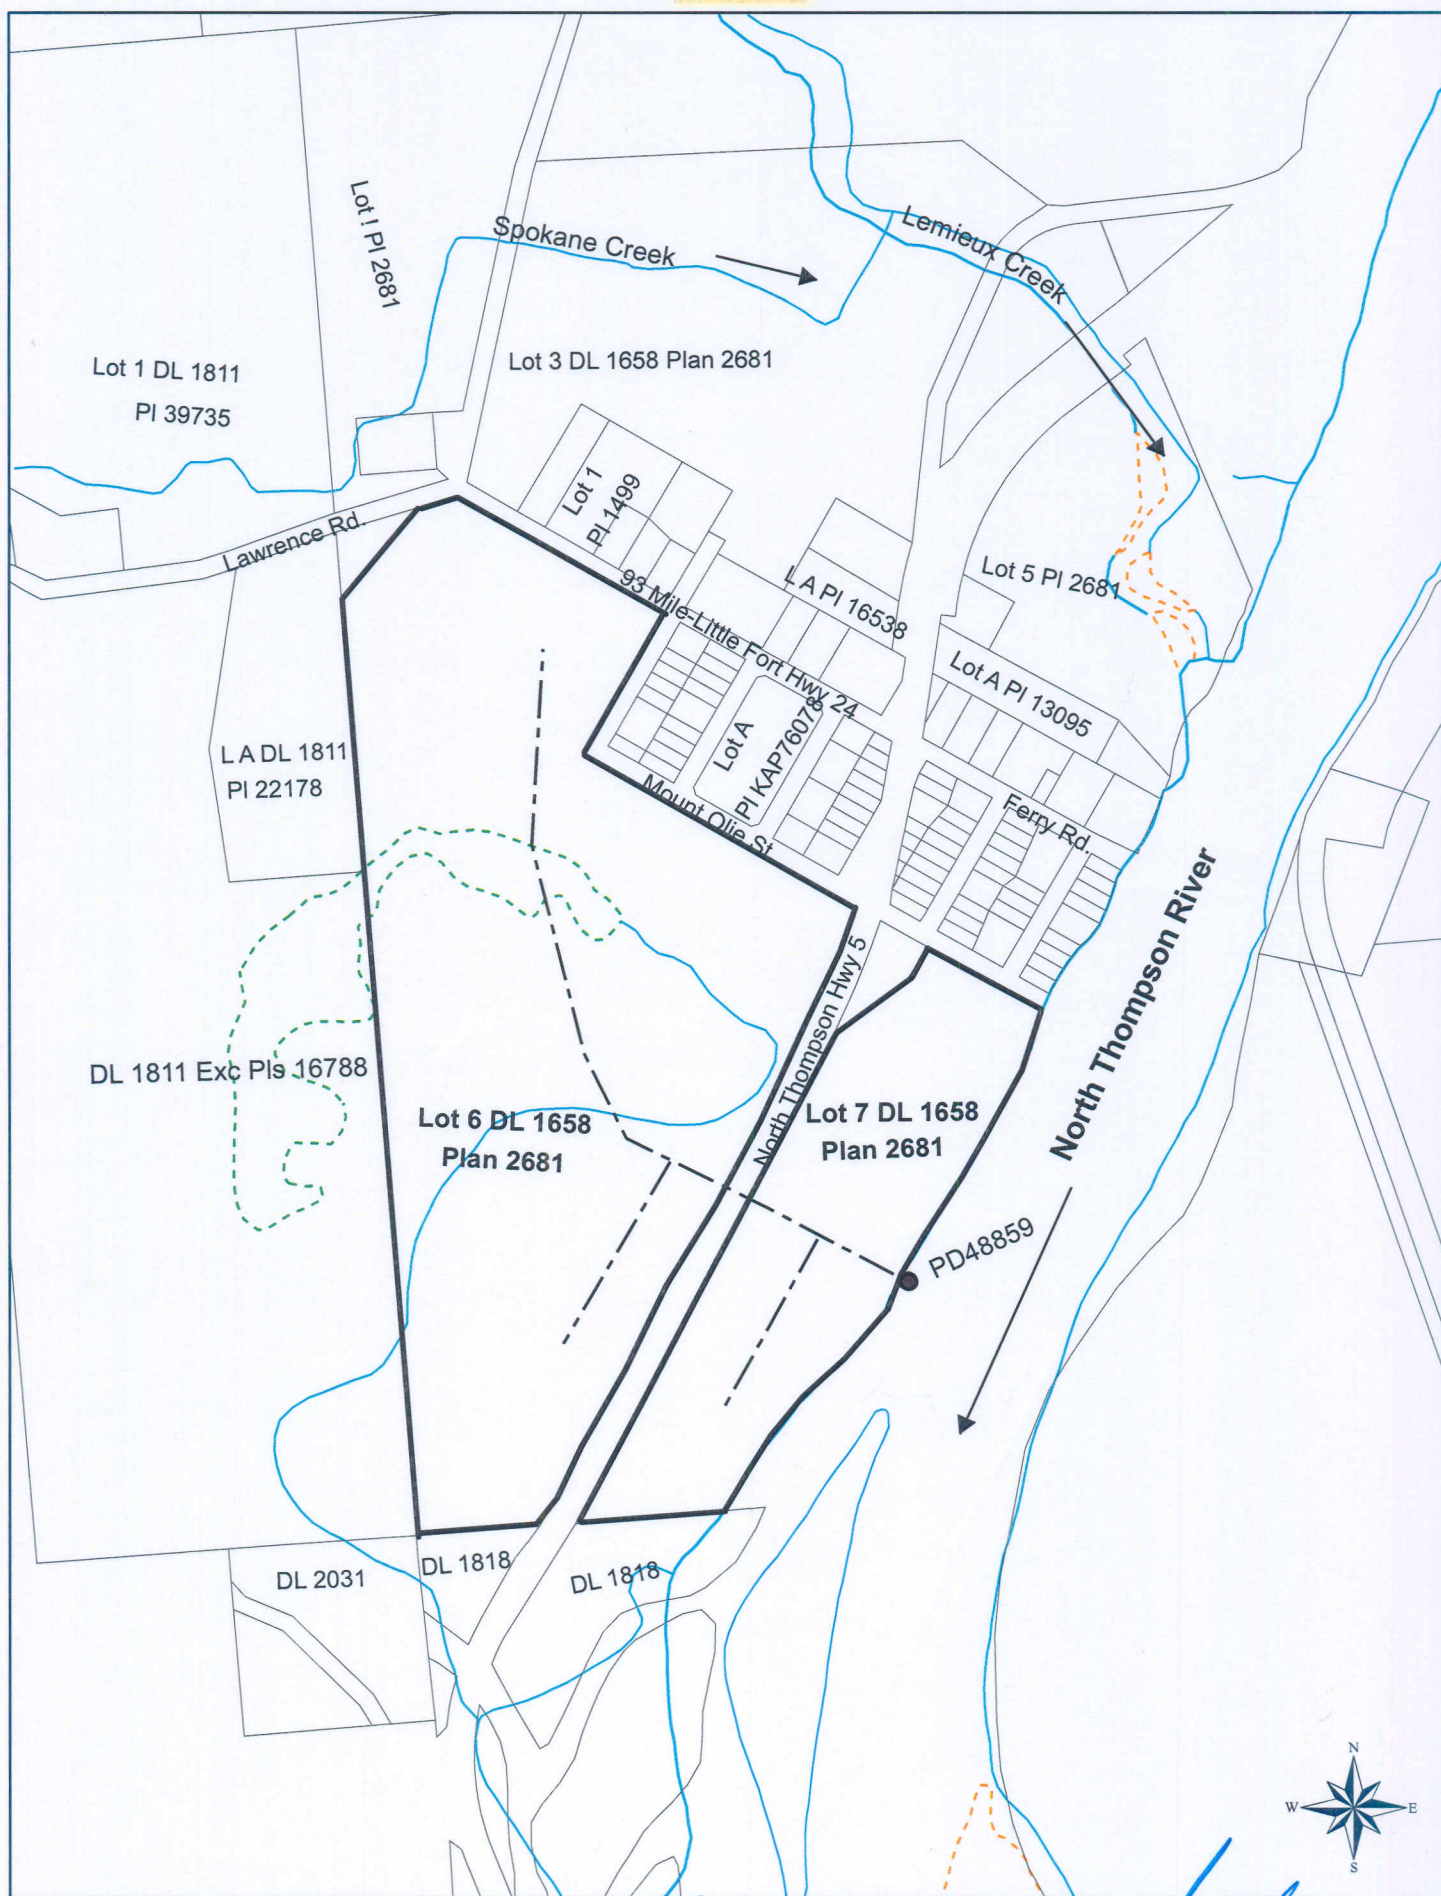 Lot ! Pl 2681
Spokane Creek
Lemieux Creek
Lot 1 DL 1811
Pl 39735
Lot 3 DL 1658 Plan 2681
Lot 1
Pl 1499
Lawrence Rd.
93 Mile-Little Fort Hwy 24
L A Pl 16538
Lot 5 Pl 2681
Lot A Pl 13095
L A DL 1811
Pl 22178
Lot A
Pl KAP76078
Mount Olie St
Ferry Rd.
North Thompson River
North Thompson Hwy 5
DL 1811 Exc Pls 16788
Lot 6 DL 1658
Plan 2681
Lot 7 DL 1658
Plan 2681
PD48859
DL 2031
DL 1818
DL 1818
N
W
E
S